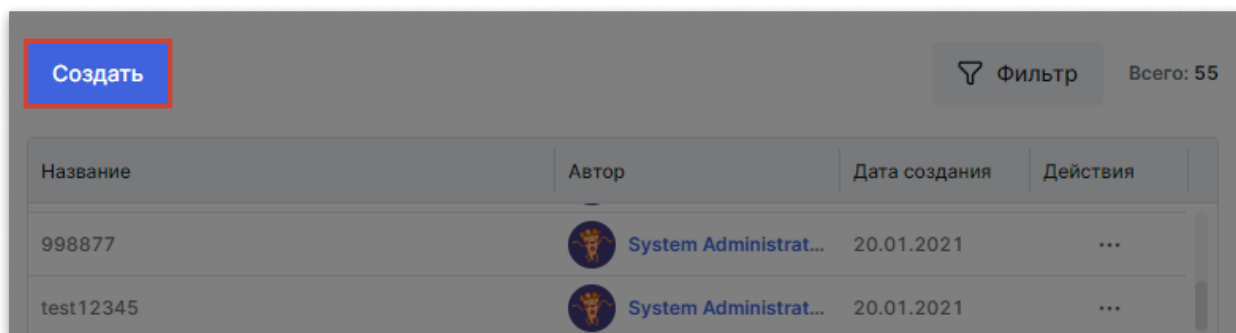 Создать
Фильтр Всего: 55
Название Автор Дата создания Действия
998877 System Administrat... 20.01.2021 ...
test12345 System Administrat... 20.01.2021 ...